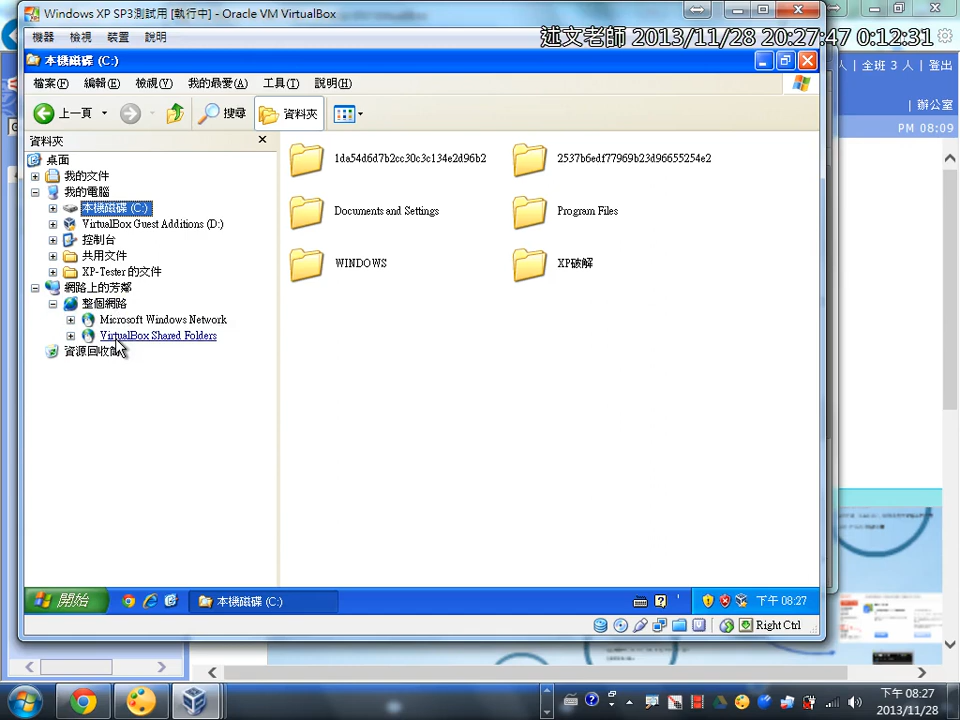 Windows XP SP3測試用 [執行中] - Oracle VM VirtualBox
機器 檢視 裝置 說明
述文老師 2013/11/28 20:27:47 0:12:31
本機磁碟 (C:)
人 | 全班 3 人 | 登出
檔案(F) 編輯(E) 檢視(V) 我的最愛(A) 工具(T) 說明(H)
| 辦公室
上一頁 搜尋 資料夾
PM 08:09
資料夾
桌面
我的文件
我的電腦
本機磁碟 (C:)
VirtualBox Guest Additions (D:)
控制台
共用文件
XP-Tester 的文件
網路上的芳鄰
整個網路
Microsoft Windows Network
VirtualBox Shared Folders
資源回收
1da54d6d7b2cc30c3c134e2d96b2
2537b6edf77969b23d96655254e2
Documents and Settings
Program Files
WINDOWS
XP破解
開始
本機磁碟 (C:)
下午 08:27
Right Ctrl
下午 08:27
2013/11/28